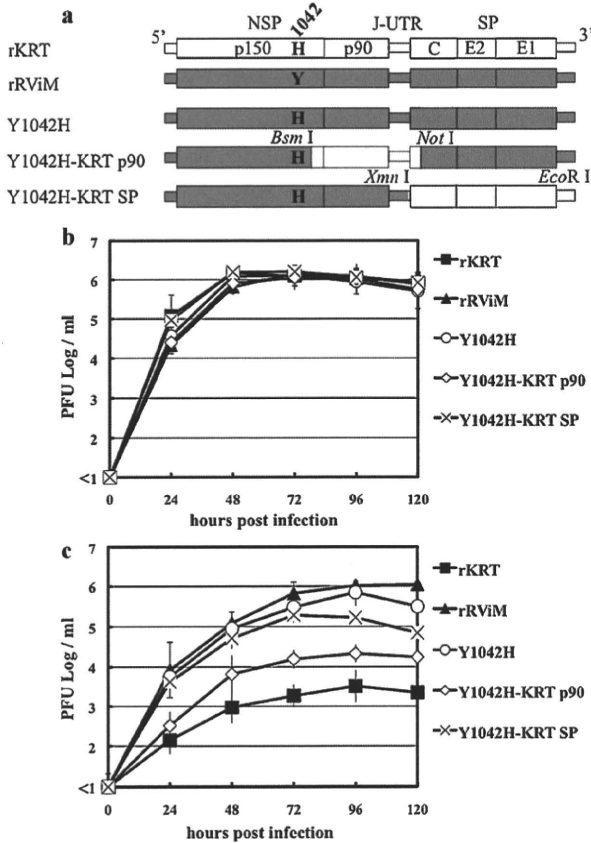 a
NSP 1042 J-UTR SP
5’ 3’
rKRT p150 H p90 C E2 E1
rRViM Y
Y1042H H
Bsm I Not I
Y1042H-KRT p90 H
Xmn I EcoR I
Y1042H-KRT SP H
b
7
6
5
4
3
2
<1
PFU Log / ml
0 24 48 72 96 120
hours post infection
rKRT
rRViM
Y1042H
Y1042H-KRT p90
Y1042H-KRT SP
c
7
6
5
4
3
2
<1
PFU Log / ml
0 24 48 72 96 120
hours post infection
rKRT
rRViM
Y1042H
Y1042H-KRT p90
Y1042H-KRT SP